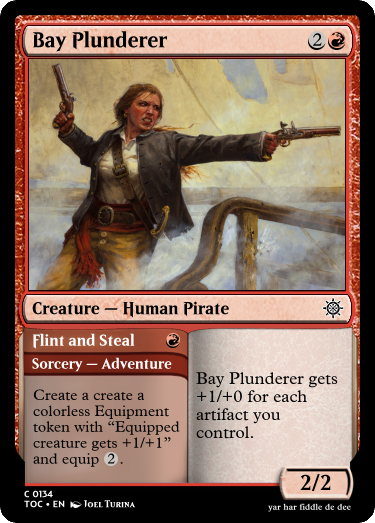 Bay Plunderer 2
Creature — Human Pirate
Flint and Steal
Sorcery — Adventure
Create a create a
colorless Equipment
token with “Equipped
creature gets +1/+1”
and equip 2.
Bay Plunderer gets
+1/+0 for each
artifact you
control.
2/2
C 0134
TOC • EN Joel Turina
yar har fiddle de dee